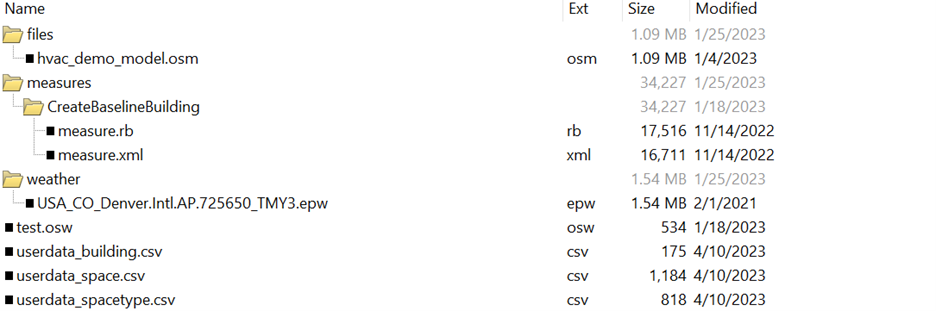 Name Ext Size Modified
files 1.09 MB 1/25/2023
hvac_demo_model.osm osm 1.09 MB 1/4/2023
measures 34,227 1/25/2023
CreateBaselineBuilding 34,227 1/18/2023
measure.rb rb 17,516 11/14/2022
measure.xml xml 16,711 11/14/2022
weather 1.54 MB 1/25/2023
USA_CO_Denver.Intl.AP.725650_TMY3.epw epw 1.54 MB 2/1/2021
test.osw osw 534 1/18/2023
userdata_building.csv csv 175 4/10/2023
userdata_space.csv csv 1,184 4/10/2023
userdata_spacetype.csv csv 818 4/10/2023